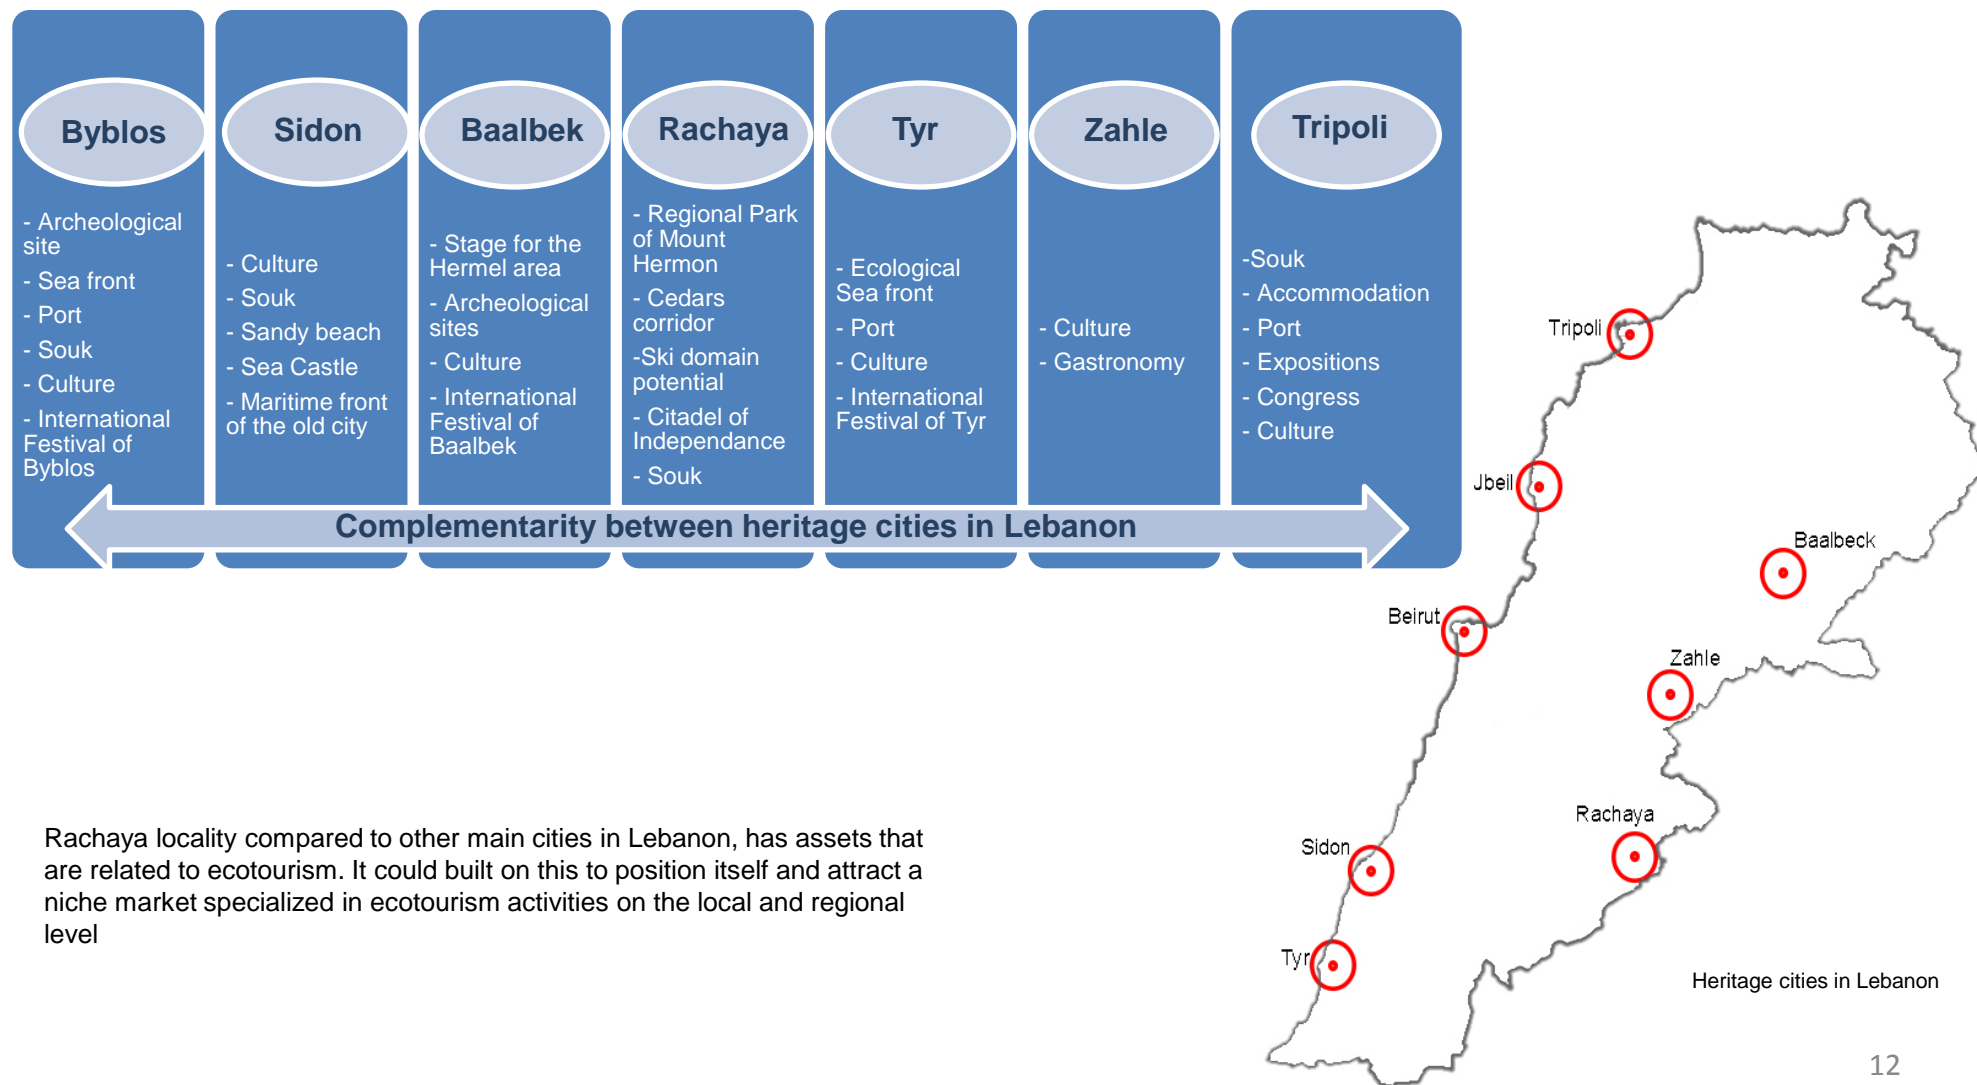 Byblos
- Archeological
site
- Sea front
- Port
- Souk
- Culture
- International
Festival of
Byblos
Sidon
- Culture
- Souk
- Sandy beach
- Sea Castle
- Maritime front
of the old city
Baalbek
- Stage for the
Hermel area
- Archeological
sites
- Culture
- International
Festival of
Baalbek
Rachaya
- Regional Park
of Mount
Hermon
- Cedars
corridor
-Ski domain
potential
- Citadel of
Independance
- Souk
Tyr
- Ecological
Sea front
- Port
- Culture
- International
Festival of Tyr
Zahle
- Culture
- Gastronomy
Tripoli
-Souk
- Accommodation
- Port
- Expositions
- Congress
- Culture
Complementarity between heritage cities in Lebanon
Tripoli
Jbeil
Baalbeck
Beirut
Zahle
Rachaya
Sidon
Tyr
Heritage cities in Lebanon
Rachaya locality compared to other main cities in Lebanon, has assets that
are related to ecotourism. It could built on this to position itself and attract a
niche market specialized in ecotourism activities on the local and regional
level
12